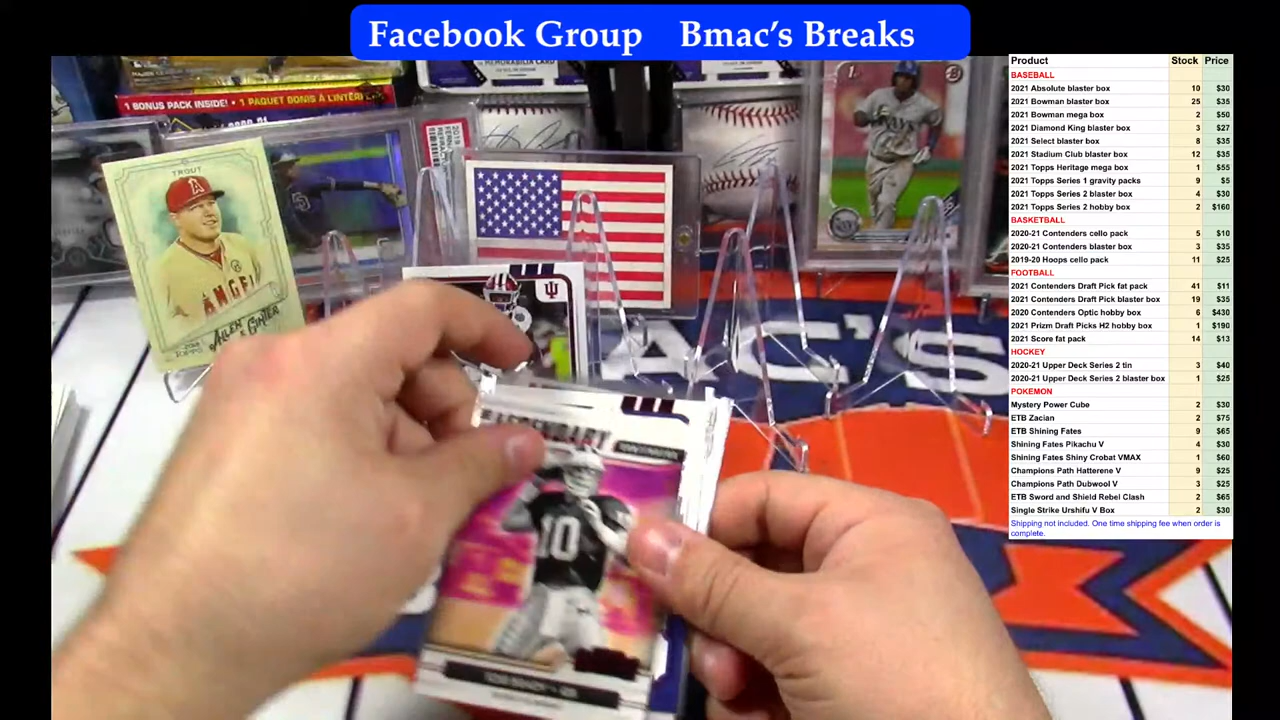 Facebook Group Bmac's Breaks
MEMORABILIA CARD
1 BONUS PACK INSIDE! • 1 PAQUET BONIS À L'INTÉRI
TROUT
ANGE
ALLEN & GINTER
AC'S
LEGENDARY
10
Product Stock Price
BASEBALL
2021 Absolute blaster box 10 $30
2021 Bowman blaster box 25 $35
2021 Bowman mega box 2 $50
2021 Diamond King blaster box 3 $27
2021 Select blaster box 8 $35
2021 Stadium Club blaster box 12 $35
2021 Topps Heritage mega box 1 $55
2021 Topps Series 1 gravity packs 9 $5
2021 Topps Series 2 blaster box 4 $30
2021 Topps Series 2 hobby box 2 $160
BASKETBALL
2020-21 Contenders cello pack 5 $10
2020-21 Contenders blaster box 3 $35
2019-20 Hoops cello pack 11 $25
FOOTBALL
2021 Contenders Draft Pick fat pack 41 $11
2021 Contenders Draft Pick blaster box 19 $35
2020 Contenders Optic hobby box 6 $430
2021 Prizm Draft Picks H2 hobby box 1 $190
2021 Score fat pack 14 $13
HOCKEY
2020-21 Upper Deck Series 2 tin 3 $40
2020-21 Upper Deck Series 2 blaster box 1 $25
POKEMON
Mystery Power Cube 2 $30
ETB Zacian 2 $75
ETB Shining Fates 9 $65
Shining Fates Pikachu V 4 $30
Shining Fates Shiny Crobat VMAX 1 $60
Champions Path Hatterene V 9 $25
Champions Path Dubwool V 3 $25
ETB Sword and Shield Rebel Clash 2 $65
Single Strike Urshifu V Box 2 $30
Shipping not included. One time shipping fee when order is
complete.